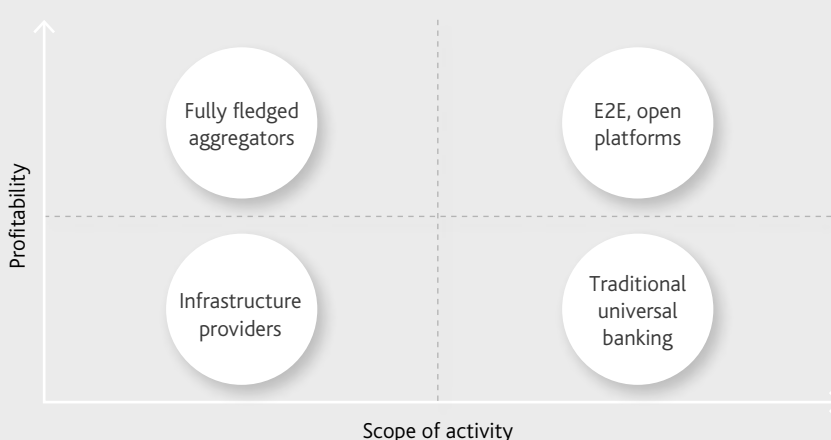 Fully fledged
aggregators
E2E, open
platforms
Profitability
Infrastructure
providers
Traditional
universal
banking
Scope of activity